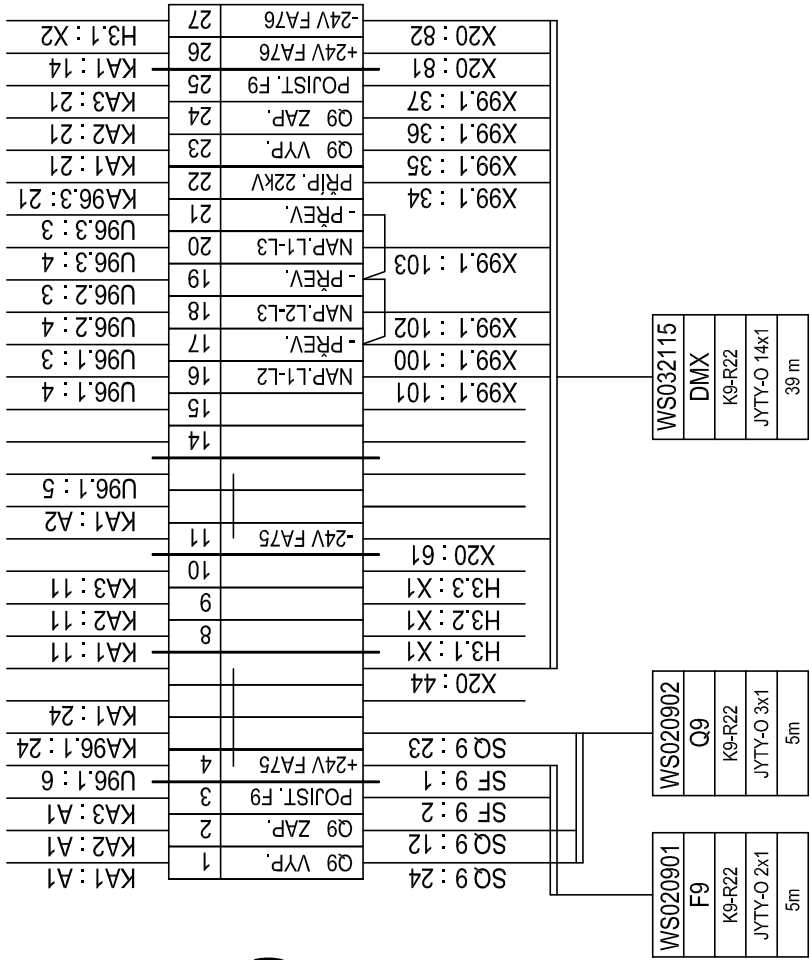 SQ 9 : 24 Q9 VYP. 1 KA1 : A1
SQ 9 : 12 Q9 ZAP. 2 KA2 : A1
SF 9 : 2 POJIST. F9 3 KA3 : A1
SF 9 : 1 +24V FA75 4 U96.1 : 6
SQ 9 : 23 KA96.1 : 24
KA1 : 24
X20 : 44
H3.1 : X1 8 KA1 : 11
H3.2 : X1 9 KA2 : 11
H3.3 : X1 10 KA3 : 11
X20 : 61 -24V FA75 11
KA1 : A2
U96.1 : 5
14
15
X99.1 : 101 NAP.L1-L2 16 U96.1 : 4
X99.1 : 100 - PŘEV. 17 U96.1 : 3
X99.1 : 102 NAP.L2-L3 18 U96.2 : 4
- PŘEV. 19 U96.2 : 3
X99.1 : 103 NAP.L1-L3 20 U96.3 : 4
- PŘEV. 21 U96.3 : 3
X99.1 : 34 PŘÍP. 22kV 22 KA96.3 : 21
X99.1 : 35 Q9 VYP. 23 KA1 : 21
X99.1 : 36 Q9 ZAP. 24 KA2 : 21
X99.1 : 37 POJIST. F9 25 KA3 : 21
X20 : 81 +24V FA76 26 KA1 : 14
X20 : 82 -24V FA76 27 H3.1 : X2
WS020901
F9
K9-R22
JYTY-O 2x1
5m
WS020902
Q9
K9-R22
JYTY-O 3x1
5m
WS032115
DMX
K9-R22
JYTY-O 14x1
39 m